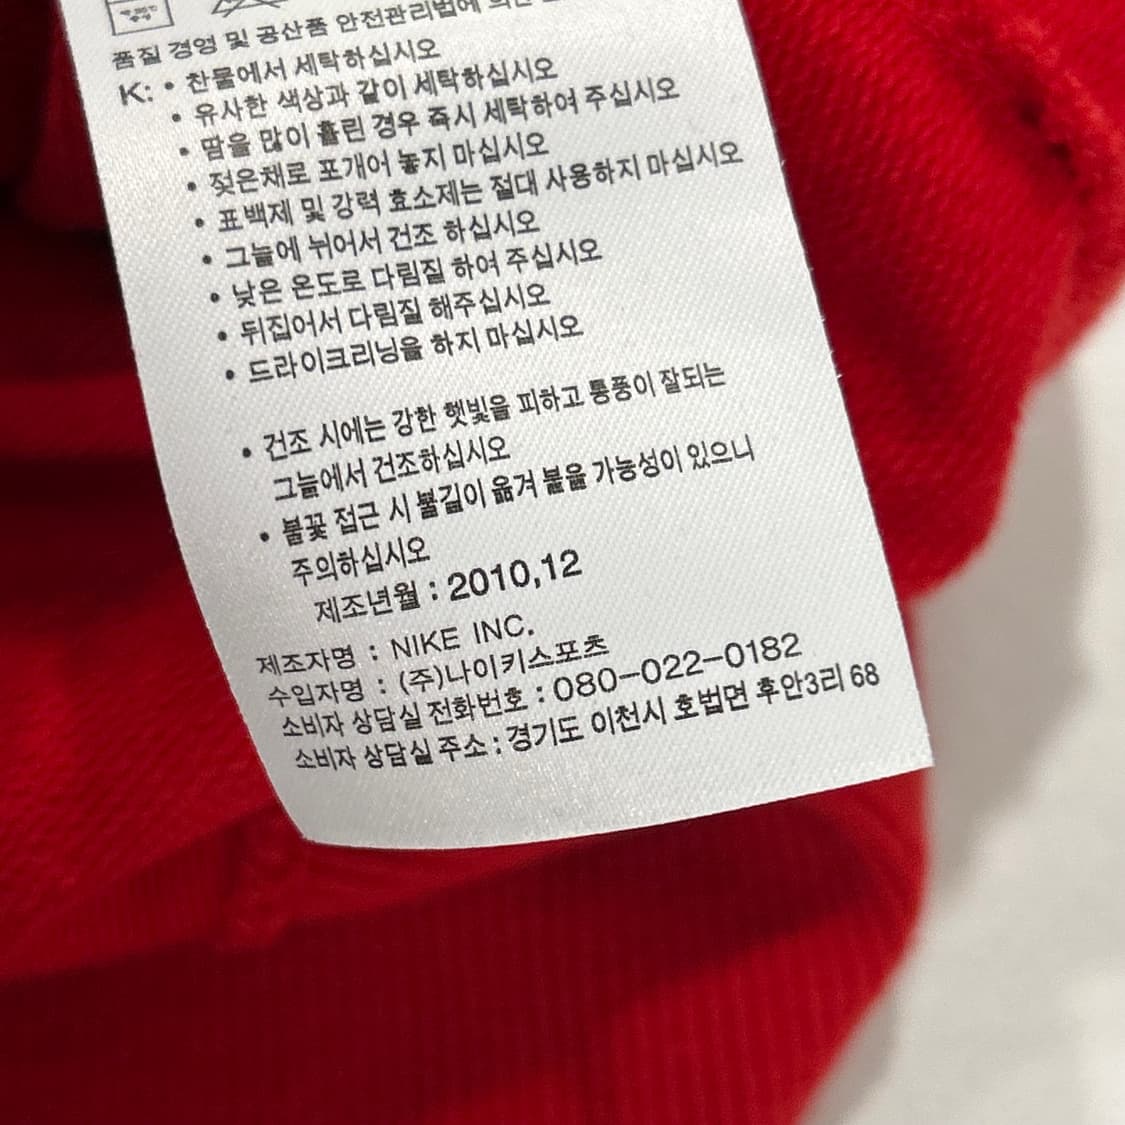 품질 경영 및 공산품 안전관리법에 의한
K: • 찬물에서 세탁하십시오
• 유사한 색상과 같이 세탁하십시오
• 땀을 많이 흘린 경우 즉시 세탁하여 주십시오
• 젖은채로 포개어 놓지 마십시오
• 표백제 및 강력 효소제는 절대 사용하지 마십시오
• 그늘에 뉘어서 건조 하십시오
• 낮은 온도로 다림질 하여 주십시오
• 뒤집어서 다림질 해주십시오
• 드라이크리닝을 하지 마십시오
• 건조 시에는 강한 햇빛을 피하고 통풍이 잘되는
그늘에서 건조하십시오
• 불꽃 접근 시 불길이 옮겨 붙을 가능성이 있으니
주의하십시오
제조년월 : 2010,12
제조자명 : NIKE INC.
수입자명 : (주)나이키스포츠
소비자 상담실 전화번호 : 080-022-0182
소비자 상담실 주소 : 경기도 이천시 호법면 후안3리 68